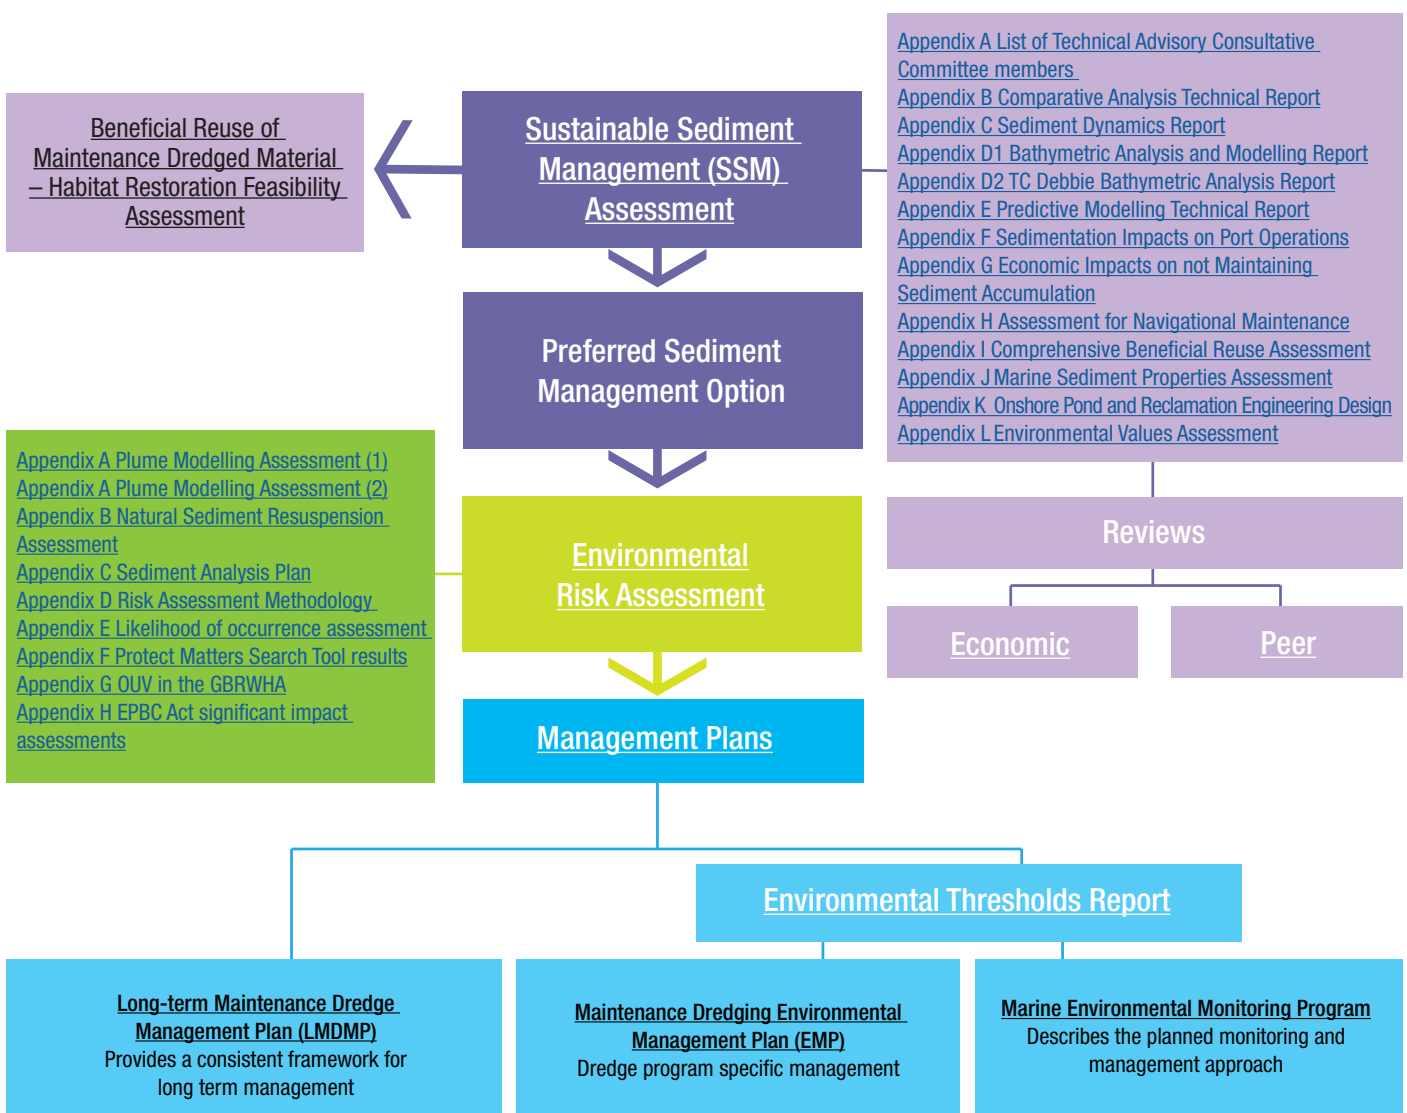 Beneficial Reuse of
Maintenance Dredged Material
– Habitat Restoration Feasibility
Assessment
Sustainable Sediment
Management (SSM)
Assessment
Appendix A List of Technical Advisory Consultative
Committee members
Appendix B Comparative Analysis Technical Report
Appendix C Sediment Dynamics Report
Appendix D1 Bathymetric Analysis and Modelling Report
Appendix D2 TC Debbie Bathymetric Analysis Report
Appendix E Predictive Modelling Technical Report
Appendix F Sedimentation Impacts on Port Operations
Appendix G Economic Impacts on not Maintaining
Sediment Accumulation
Appendix H Assessment for Navigational Maintenance
Appendix I Comprehensive Beneficial Reuse Assessment
Appendix J Marine Sediment Properties Assessment
Appendix K Onshore Pond and Reclamation Engineering Design
Appendix L Environmental Values Assessment
Preferred Sediment
Management Option
Reviews
Economic
Peer
Appendix A Plume Modelling Assessment (1)
Appendix A Plume Modelling Assessment (2)
Appendix B Natural Sediment Resuspension
Assessment
Appendix C Sediment Analysis Plan
Appendix D Risk Assessment Methodology
Appendix E Likelihood of occurrence assessment
Appendix F Protect Matters Search Tool results
Appendix G OUV in the GBRWHA
Appendix H EPBC Act significant impact
assessments
Environmental
Risk Assessment
Management Plans
Environmental Thresholds Report
Long-term Maintenance Dredge
Management Plan (LMDMP)
Provides a consistent framework for
long term management
Maintenance Dredging Environmental
Management Plan (EMP)
Dredge program specific management
Marine Environmental Monitoring Program
Describes the planned monitoring and
management approach